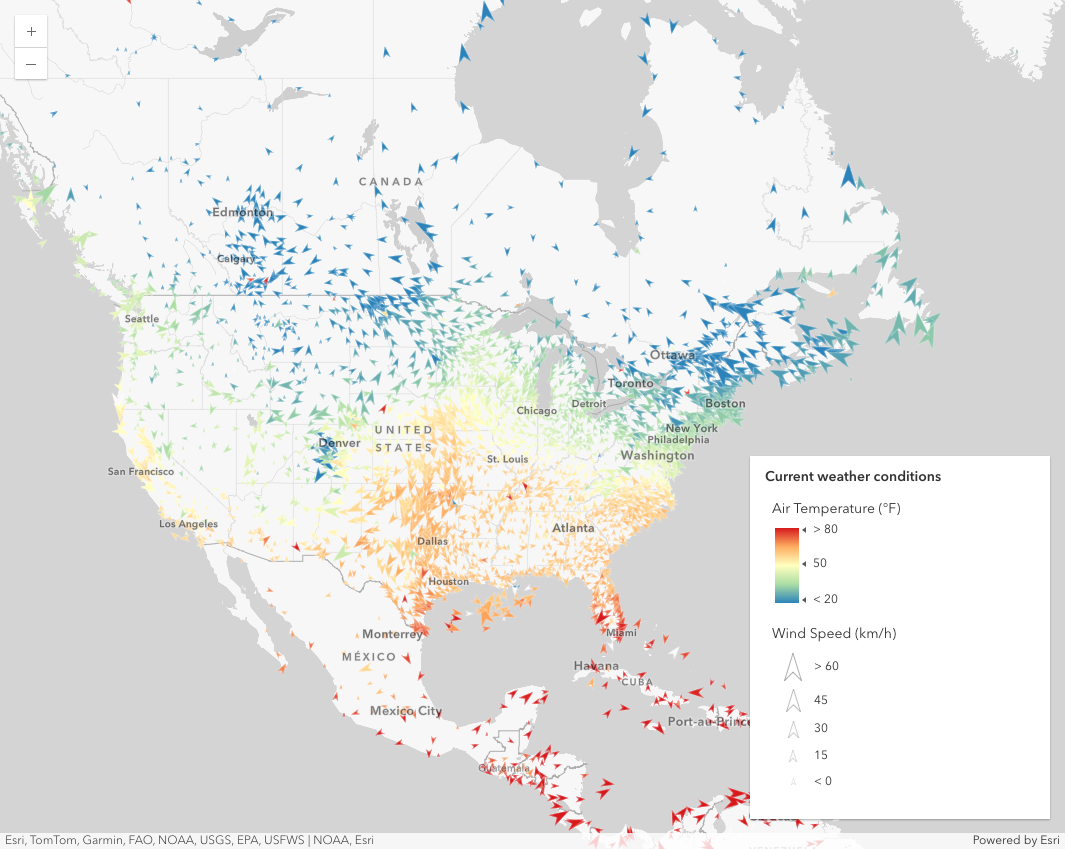 +
−
CANADA
Edmonton
Calgary
Seattle
Ottawa
Toronto
Boston
Chicago
Detroit
New York
Philadelphia
Washington
UNITED
STATES
Denver
St. Louis
San Francisco
Los Angeles
Atlanta
Dallas
Houston
Monterrey
MÉXICO
Miami
Havana
CUBA
Mexico City
Port-au-Prince
Guatemala
Current weather conditions
Air Temperature (°F)
> 80
50
< 20
Wind Speed (km/h)
> 60
45
30
15
< 0
Esri, TomTom, Garmin, FAO, NOAA, USGS, EPA, USFWS | NOAA, Esri
Powered by Esri